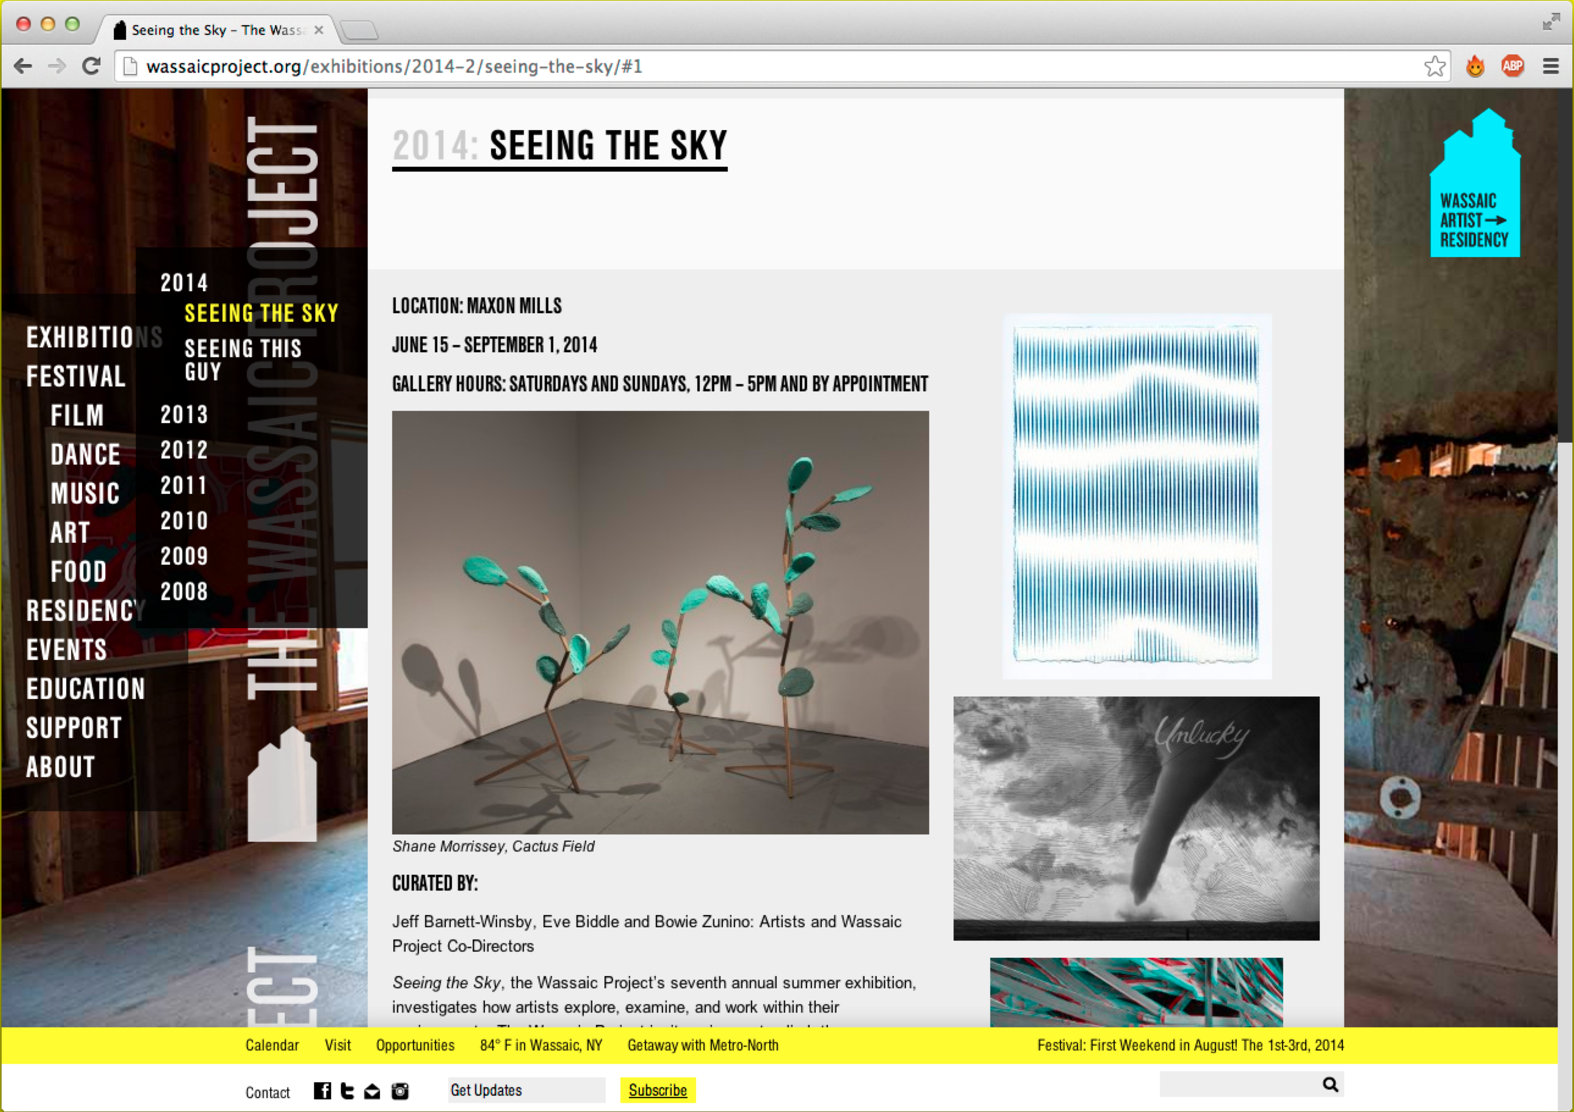 Seeing the Sky – The Wass
wassaicproject.org/exhibitions/2014-2/seeing-the-sky/#1
ABP
THE WASSAIC PROJECT
2014: SEEING THE SKY
WASSAIC
ARTIST→
RESIDENCY
2014
SEEING THE SKY
SEEING THIS
GUY
2013
2012
2011
2010
2009
2008
EXHIBITIONS
FESTIVAL
FILM
DANCE
MUSIC
ART
FOOD
RESIDENCY
EVENTS
EDUCATION
SUPPORT
ABOUT
ECT
LOCATION: MAXON MILLS
JUNE 15 – SEPTEMBER 1, 2014
GALLERY HOURS: SATURDAYS AND SUNDAYS, 12PM – 5PM AND BY APPOINTMENT
Unlucky
Shane Morrissey, Cactus Field
CURATED BY:
Jeff Barnett-Winsby, Eve Biddle and Bowie Zunino: Artists and Wassaic
Project Co-Directors
Seeing the Sky, the Wassaic Project's seventh annual summer exhibition,
investigates how artists explore, examine, and work within their
Calendar Visit Opportunities 84° F in Wassaic, NY Getaway with Metro-North Festival: First Weekend in August! The 1st-3rd, 2014
Contact Get Updates Subscribe